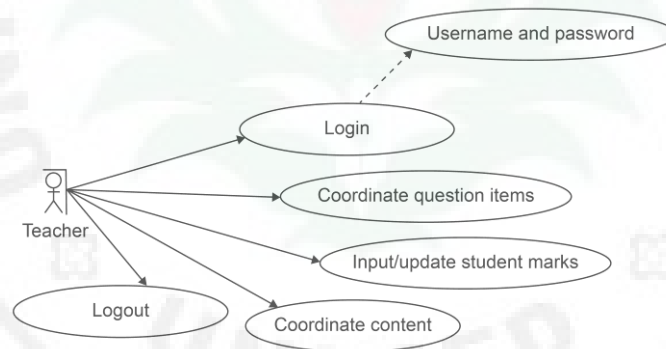 Username and password
Login
Coordinate question items
Teacher
Input/update student marks
Logout
Coordinate content